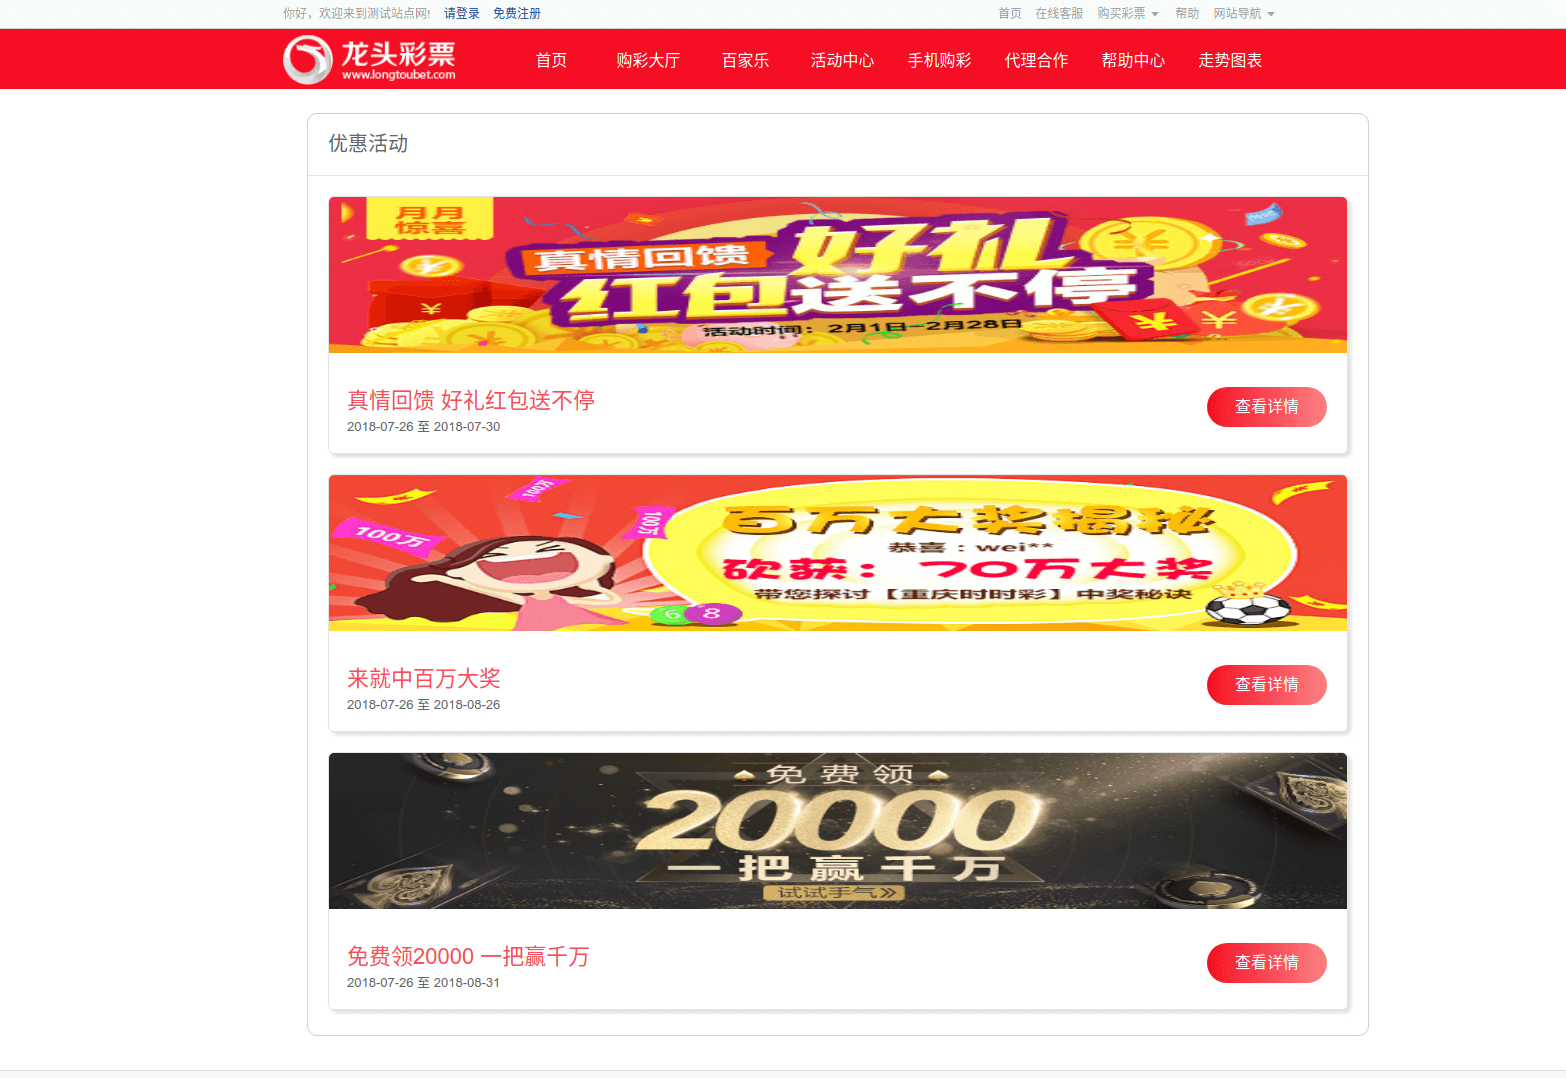 你好，欢迎来到测试站点网! 请登录 免费注册 首页 在线客服 购买彩票 帮助 网站导航
龙头彩票
www.longtoubet.com
首页 购彩大厅 百家乐 活动中心 手机购彩 代理合作 帮助中心 走势图表
优惠活动
月月
惊喜
真情回馈 好礼
红包送不停
活动时间：2月1日—2月28日
真情回馈 好礼红包送不停
2018-07-26 至 2018-07-30
查看详情
100万
100万
100万
百万大奖揭秘
恭喜：wei**
砍获：70万大奖
带您探讨【重庆时时彩】中奖秘诀
6 8
来就中百万大奖
2018-07-26 至 2018-08-26
查看详情
免费领
20000
一把赢千万
试试手气»
免费领20000 一把赢千万
2018-07-26 至 2018-08-31
查看详情